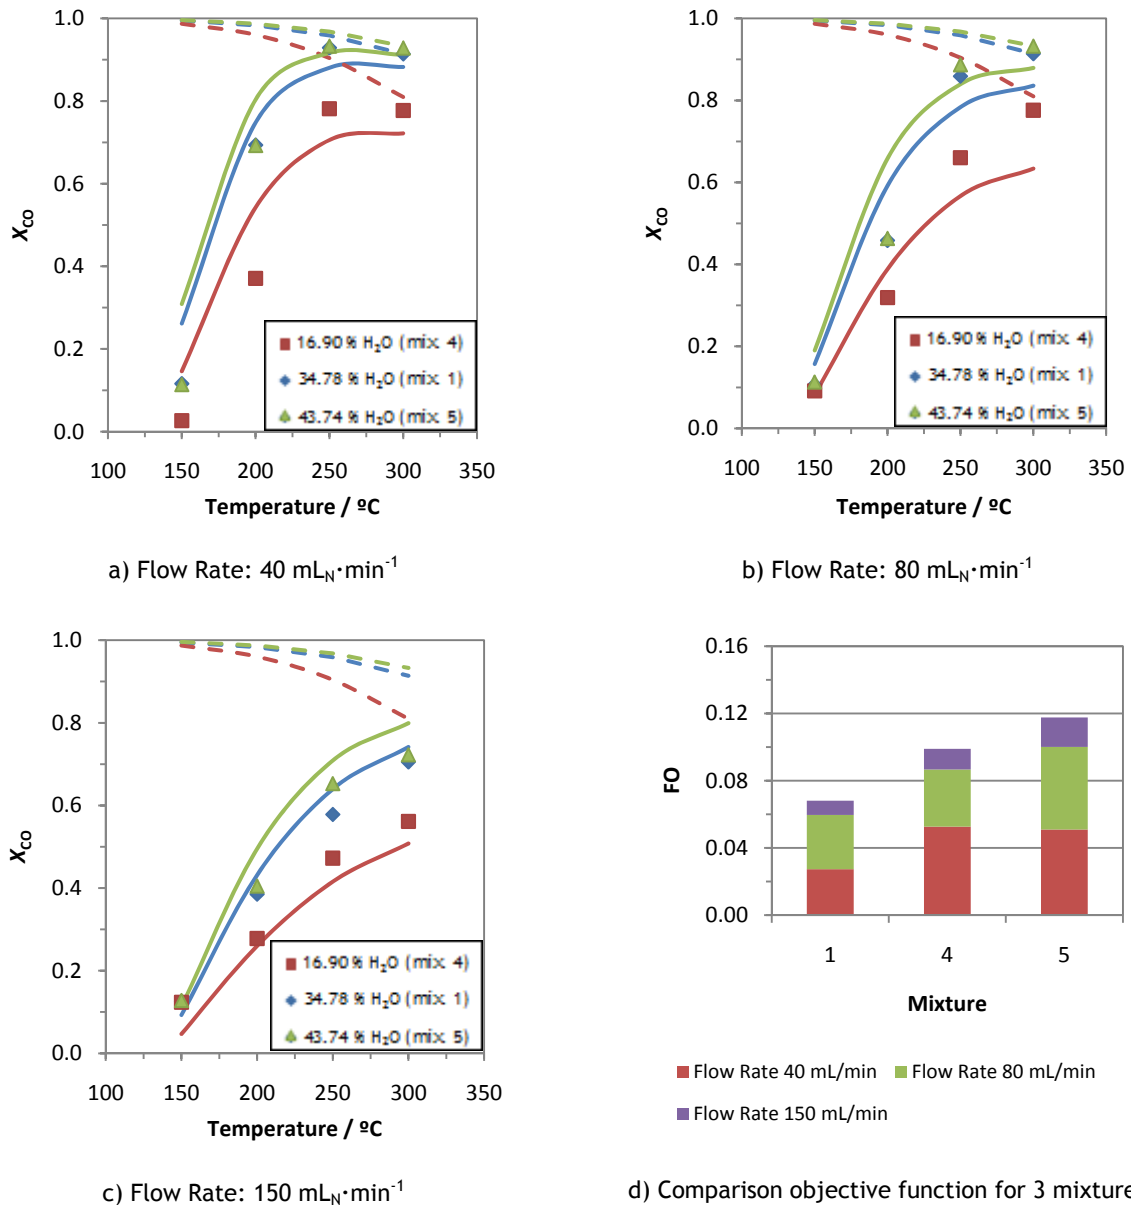 1.0
0.8
0.6
0.4
0.2
0.0
X_CO
100 150 200 250 300 350
Temperature / ºC
16.90 % H₂O (mix. 4)
34.78 % H₂O (mix. 1)
43.74 % H₂O (mix. 5)
a) Flow Rate: 40 mL_N·min⁻¹
1.0
0.8
0.6
0.4
0.2
0.0
X_CO
100 150 200 250 300 350
Temperature / ºC
16.90 % H₂O (mix. 4)
34.78 % H₂O (mix. 1)
43.74 % H₂O (mix. 5)
b) Flow Rate: 80 mL_N·min⁻¹
1.0
0.8
0.6
0.4
0.2
0.0
X_CO
100 150 200 250 300 350
Temperature / ºC
16.90 % H₂O (mix. 4)
34.78 % H₂O (mix. 1)
43.74 % H₂O (mix. 5)
c) Flow Rate: 150 mL_N·min⁻¹
0.16
0.12
0.08
0.04
0.00
FO
1 4 5
Mixture
Flow Rate 40 mL/min Flow Rate 80 mL/min
Flow Rate 150 mL/min
d) Comparison objective function for 3 mixture